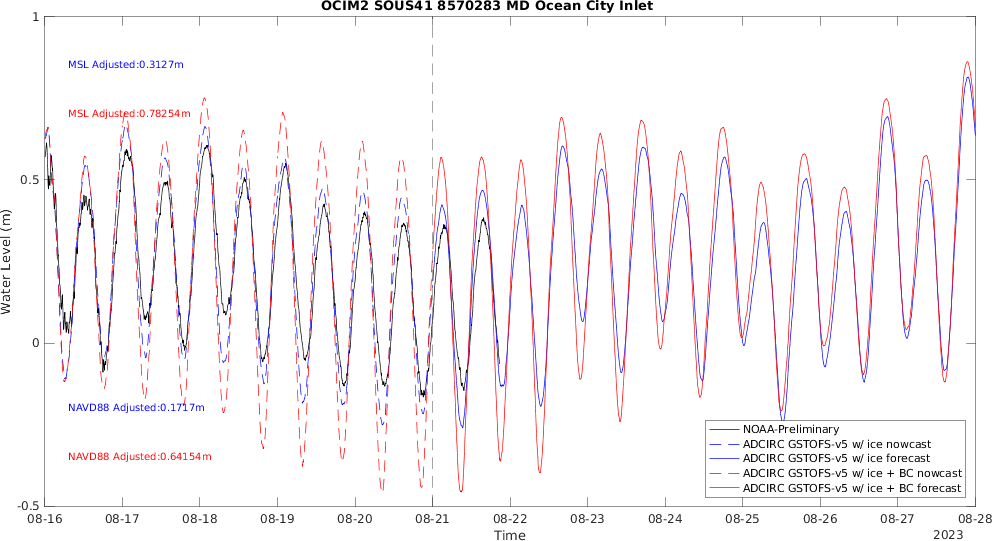 OCIM2 SOUS41 8570283 MD Ocean City Inlet
1
MSL Adjusted:0.3127m
MSL Adjusted:0.78254m
0.5
Water Level (m)
0
NAVD88 Adjusted:0.1717m
NAVD88 Adjusted:0.64154m
NOAA-Preliminary
ADCIRC GSTOFS-v5 w/ ice nowcast
ADCIRC GSTOFS-v5 w/ ice forecast
ADCIRC GSTOFS-v5 w/ ice + BC nowcast
ADCIRC GSTOFS-v5 w/ ice + BC forecast
-0.5
08-16 08-17 08-18 08-19 08-20 08-21 08-22 08-23 08-24 08-25 08-26 08-27 08-28
Time
2023